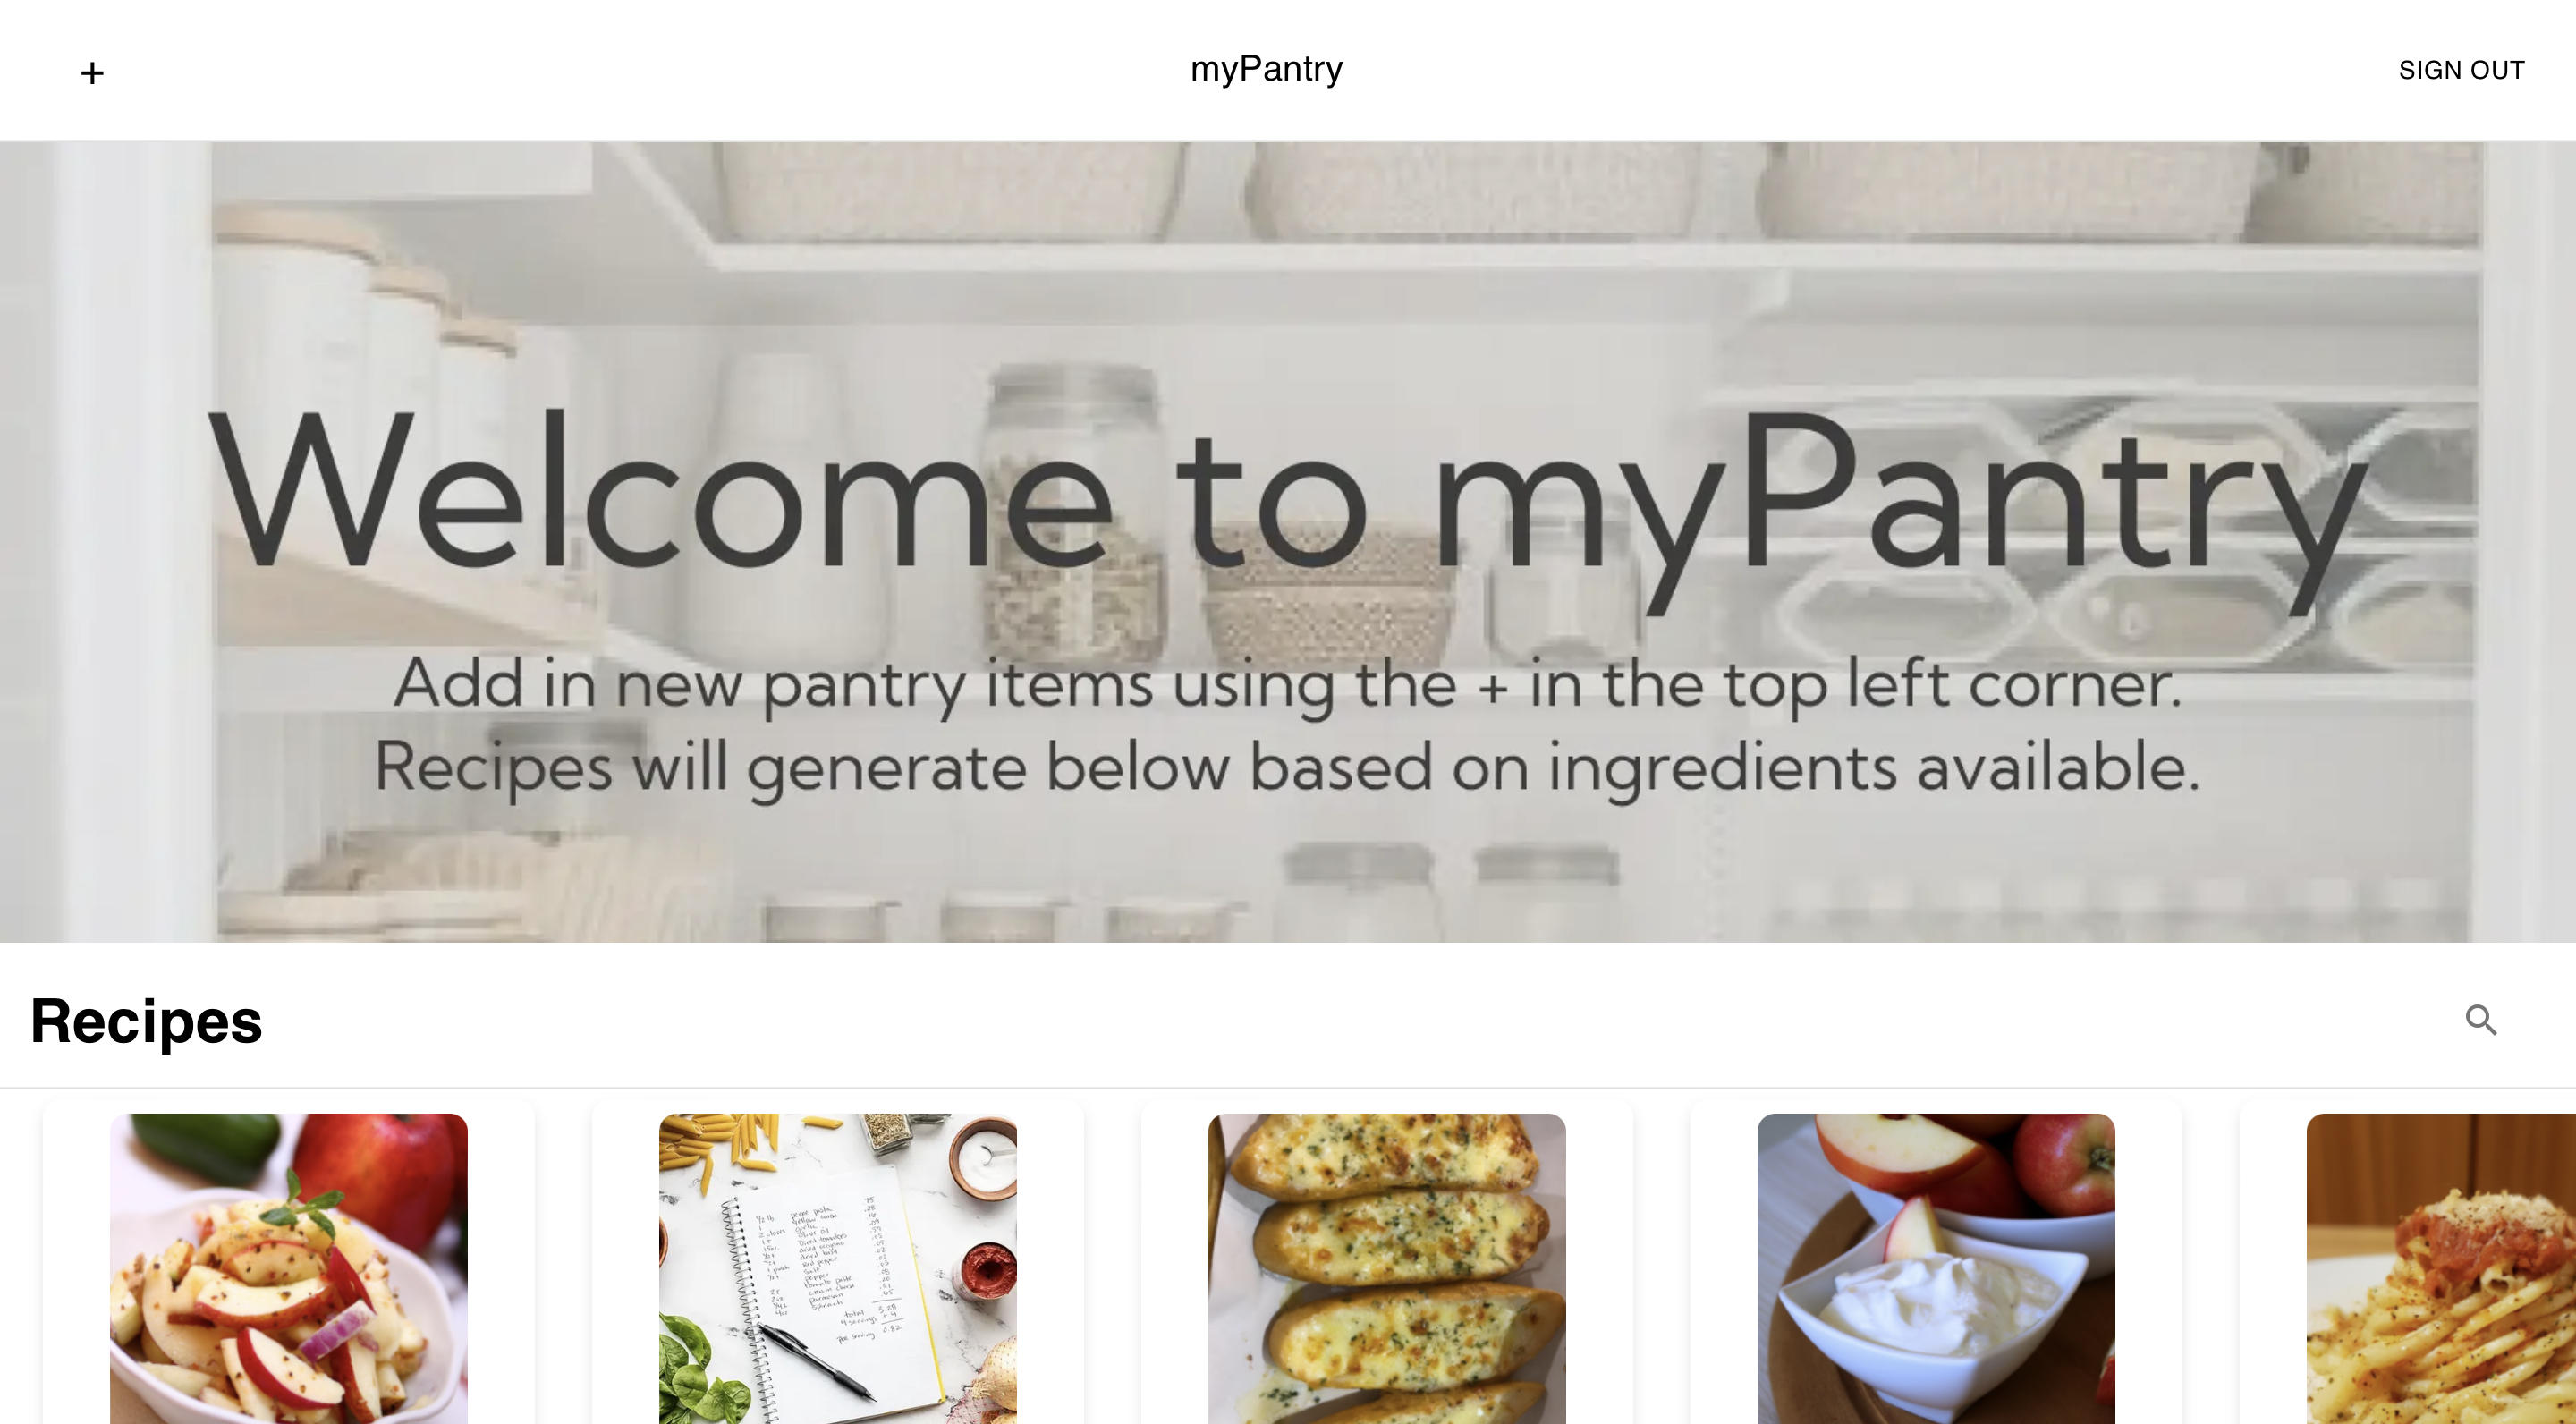 +
myPantry
SIGN OUT
Welcome to myPantry
Add in new pantry items using the + in the top left corner.
Recipes will generate below based on ingredients available.
Recipes